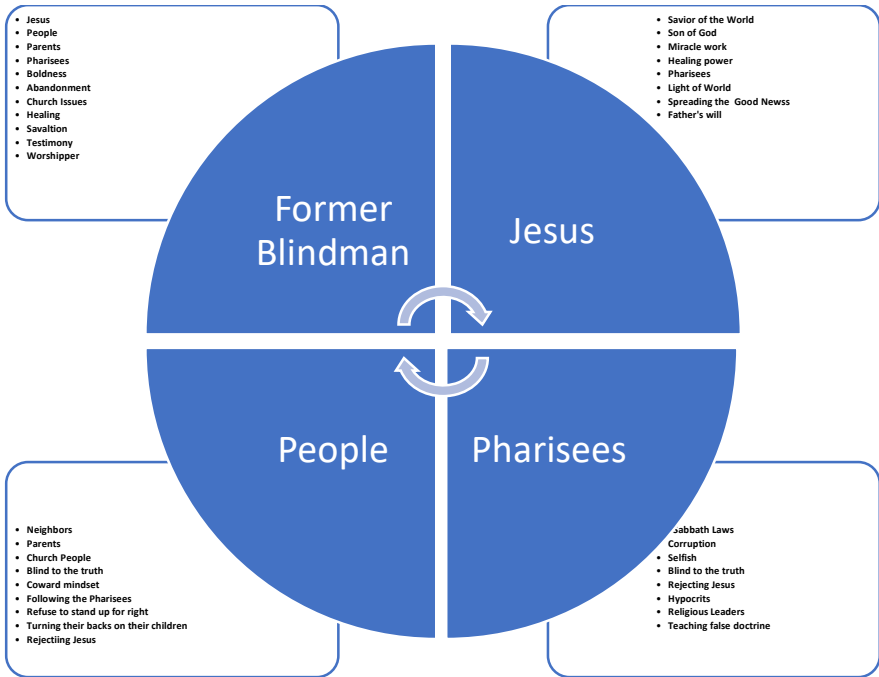 • Jesus
• People
• Parents
• Pharisees
• Boldness
• Abandonment
• Church Issues
• Healing
• Savaltion
• Testimony
• Worshipper
• Savior of the World
• Son of God
• Miracle work
• Healing power
• Pharisees
• Light of World
• Spreading the Good Newss
• Father's will
Former
Blindman
Jesus
People
Pharisees
• Neighbors
• Parents
• Church People
• Blind to the truth
• Coward mindset
• Following the Pharisees
• Refuse to stand up for right
• Turning their backs on their children
• Rejectiing Jesus
Sabbath Laws
Corruption
• Selfish
• Blind to the truth
• Rejecting Jesus
• Hypocrits
• Religious Leaders
• Teaching false doctrine